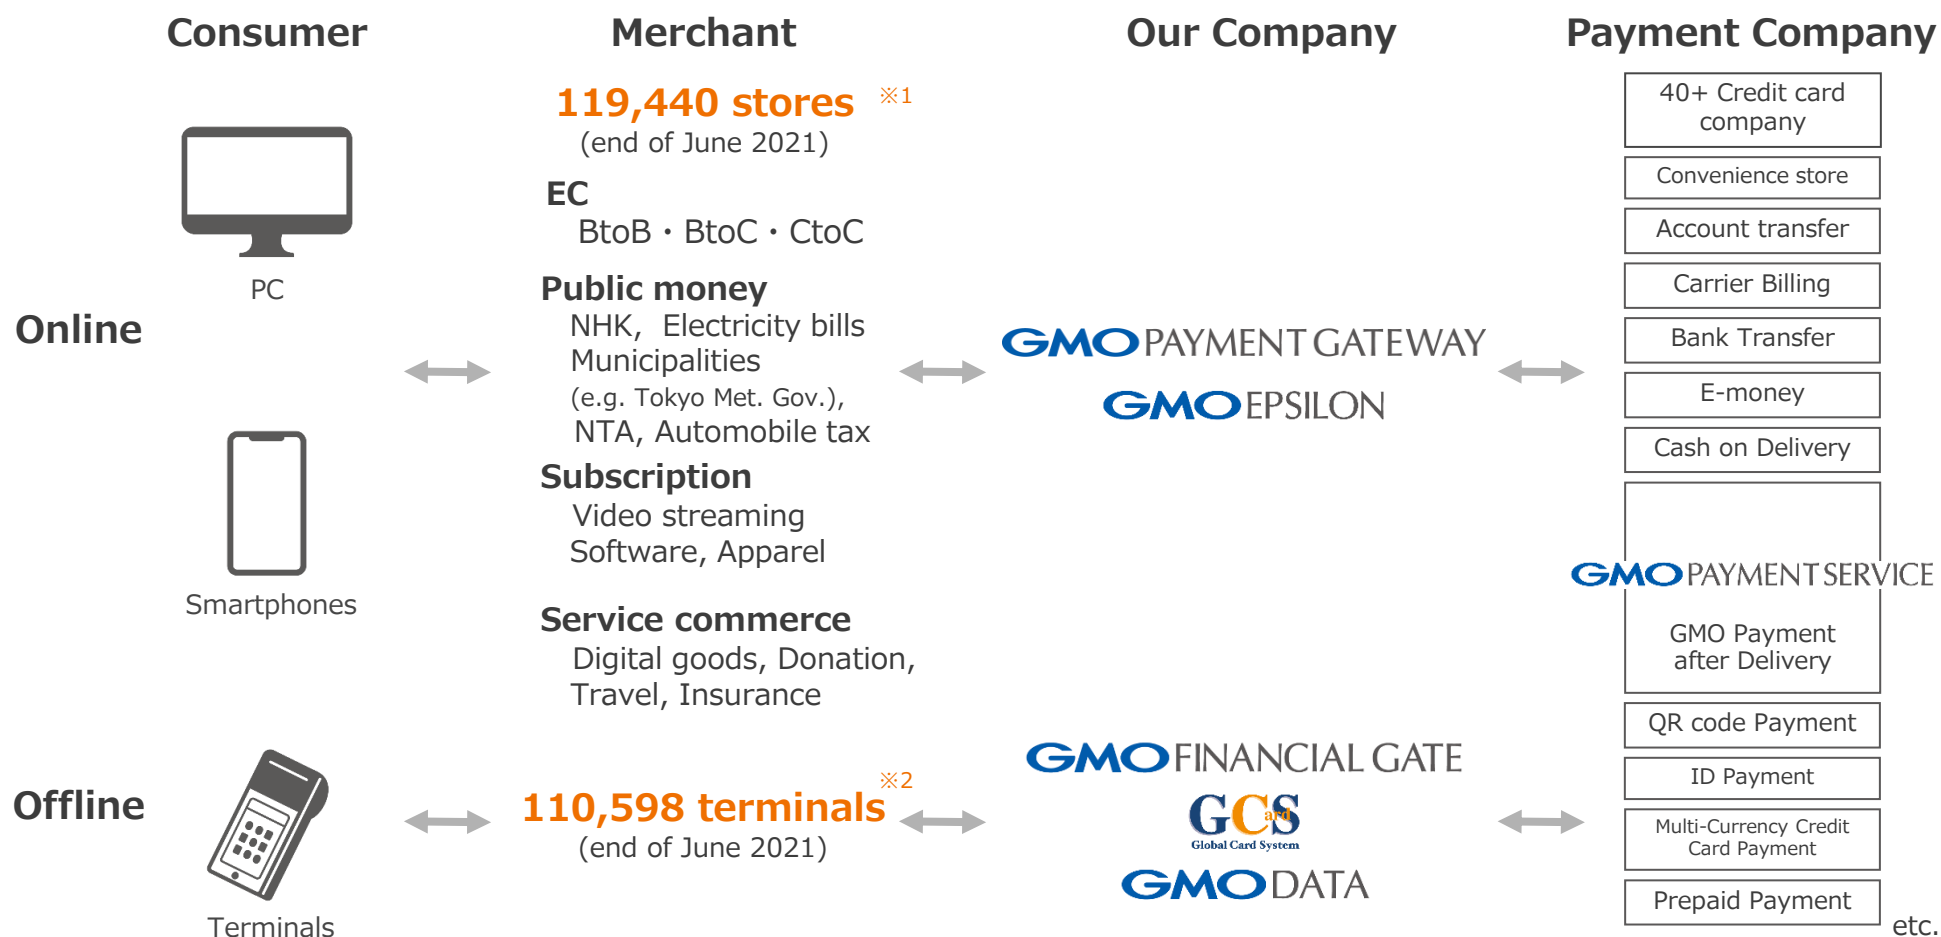 Consumer
Merchant
Our Company
Payment Company
Online
PC
Smartphones
Offline
Terminals
119,440 stores ※1
(end of June 2021)
EC
BtoB・BtoC・CtoC
Public money
NHK, Electricity bills
Municipalities
(e.g. Tokyo Met. Gov.),
NTA, Automobile tax
Subscription
Video streaming
Software, Apparel
Service commerce
Digital goods, Donation,
Travel, Insurance
110,598 terminals ※2
(end of June 2021)
GMO PAYMENT GATEWAY
GMO EPSILON
GMO FINANCIAL GATE
GCardS
Global Card System
GMO DATA
40+ Credit card
company
Convenience store
Account transfer
Carrier Billing
Bank Transfer
E-money
Cash on Delivery
GMO PAYMENT SERVICE
GMO Payment
after Delivery
QR code Payment
ID Payment
Multi-Currency Credit
Card Payment
Prepaid Payment
etc.